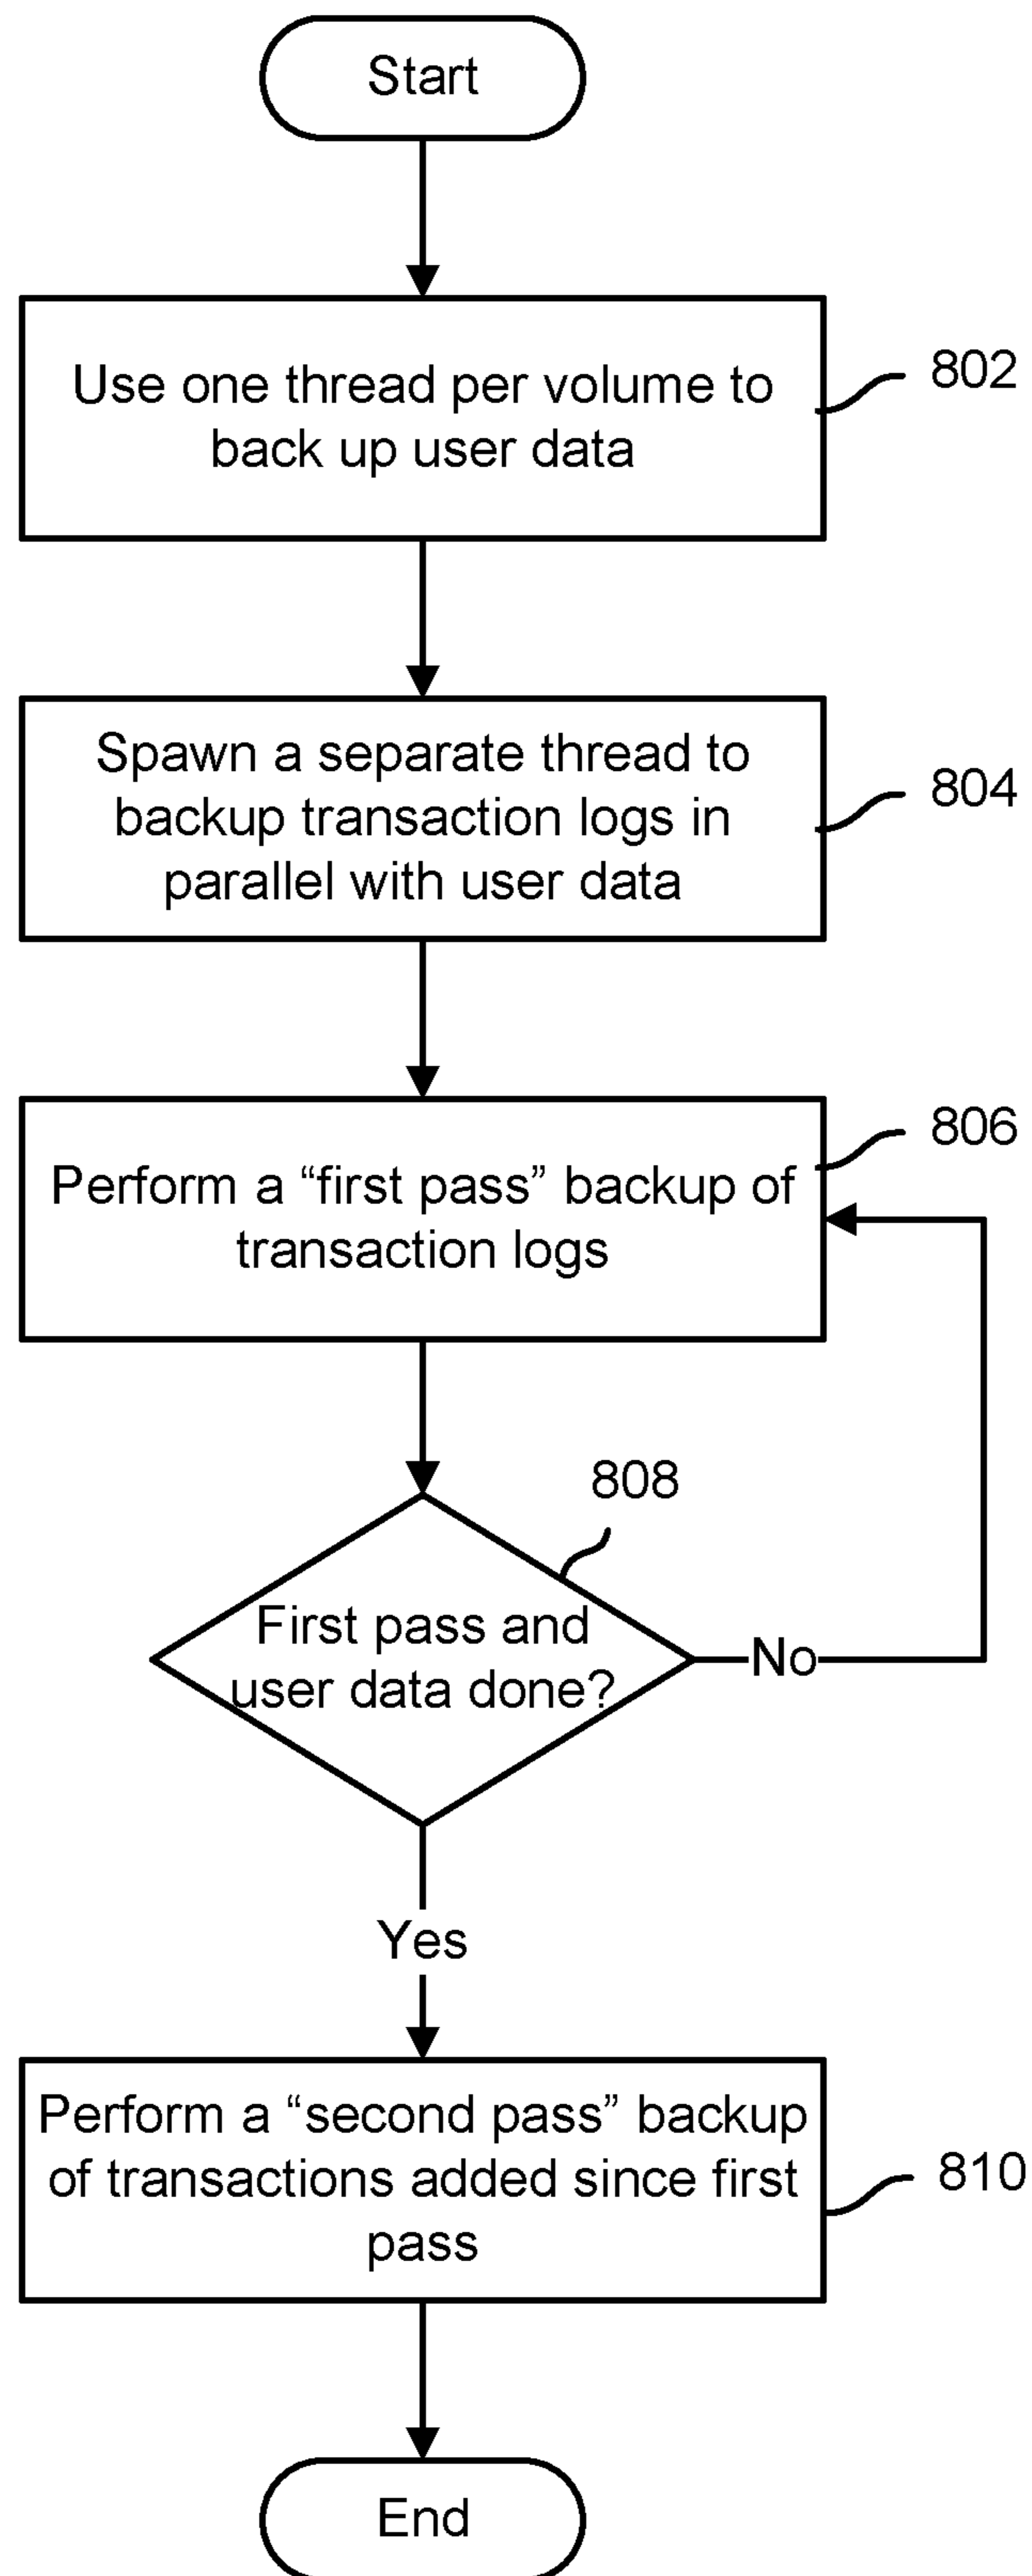 Start
Use one thread per volume to
back up user data
802
Spawn a separate thread to
backup transaction logs in
parallel with user data
804
806
Perform a “first pass” backup of
transaction logs
808
First pass and
user data done?
No
Yes
Perform a “second pass” backup
of transactions added since first
pass
810
End